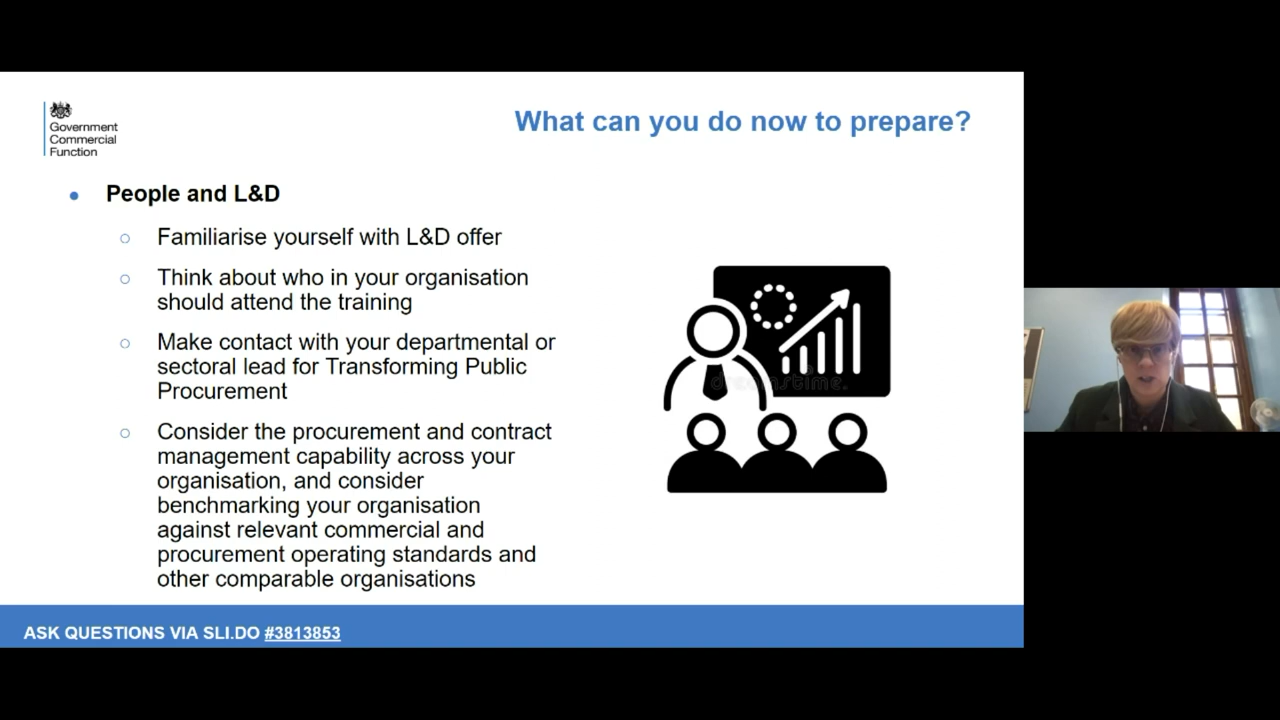 Government
Commercial
Function
What can you do now to prepare?
People and L&D
Familiarise yourself with L&D offer
Think about who in your organisation
should attend the training
Make contact with your departmental or
sectoral lead for Transforming Public
Procurement
Consider the procurement and contract
management capability across your
organisation, and consider
benchmarking your organisation
against relevant commercial and
procurement operating standards and
other comparable organisations
dreamstime.
ASK QUESTIONS VIA SLI.DO #3813853